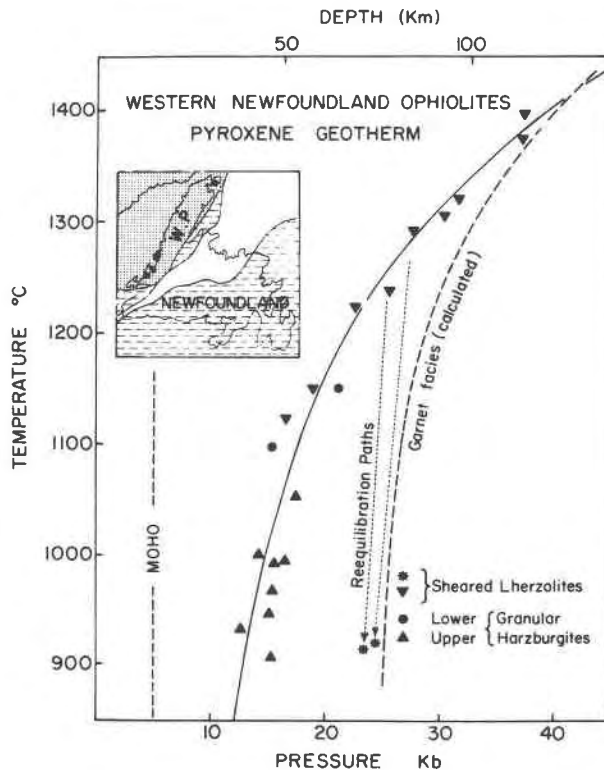 DEPTH (Km)
50 100
WESTERN NEWFOUNDLAND OPHIOLITES
PYROXENE GEOTHERM
W P
NEWFOUNDLAND
TEMPERATURE °C
1400
1300
1200
1100
1000
900
MOHO
Reequilibration Paths
Garnet facies (calculated)
Sheared Lherzolites
Lower Granular
Upper Harzburgites
10 20 30 40
PRESSURE Kb